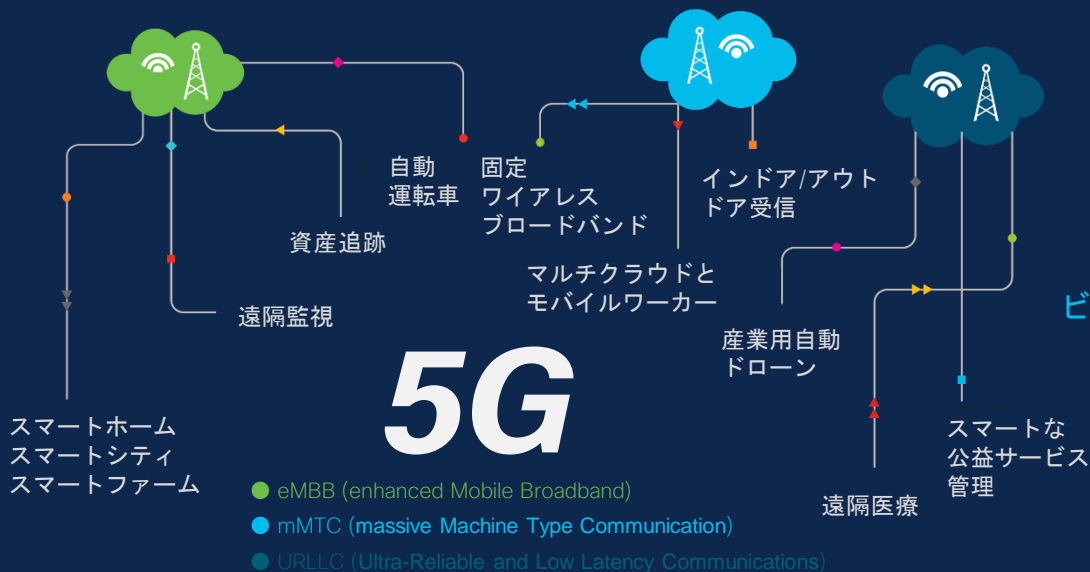 自動
運転車
固定
ワイアレス
ブロードバンド
インドア/アウト
ドア受信
資産追跡
マルチクラウドと
モバイルワーカー
遠隔監視
ビ
産業用自動
ドローン
5G
スマートホーム
スマートシティ
スマートファーム
スマートな
公益サービス
管理
遠隔医療
eMBB (enhanced Mobile Broadband)
mMTC (massive Machine Type Communication)
URLLC (Ultra-Reliable and Low Latency Communications)